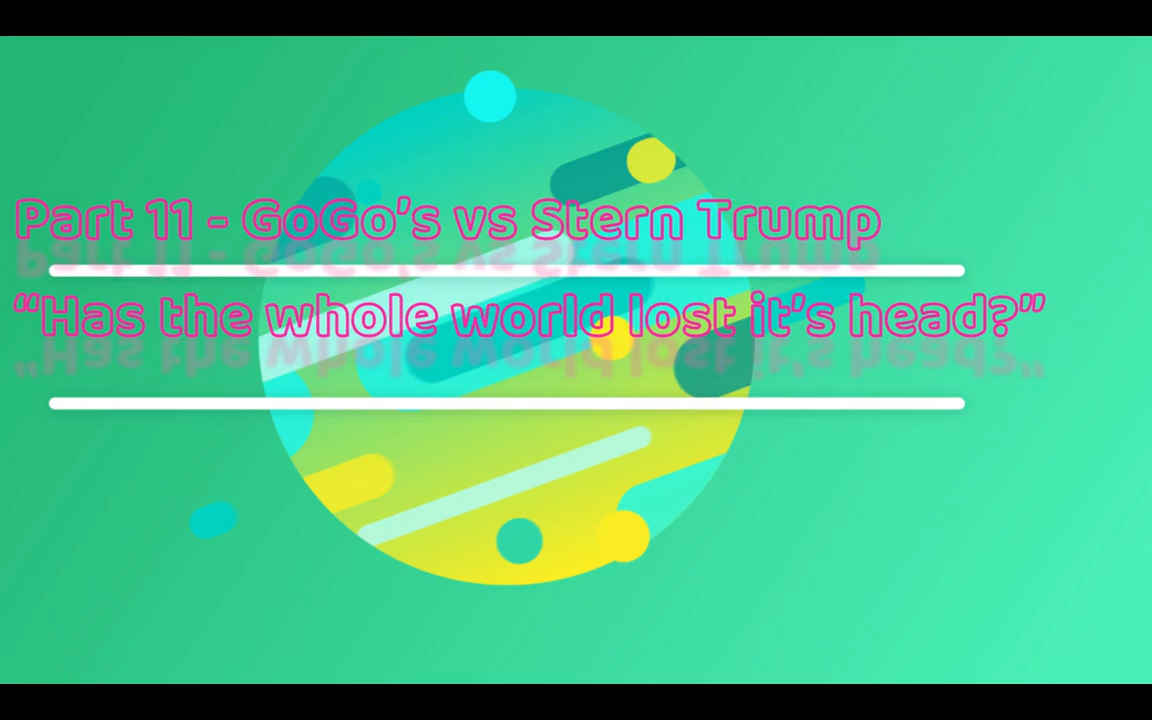 Part 11 - GoGo's vs Stern Trump
“Has the whole world lost it's head?”